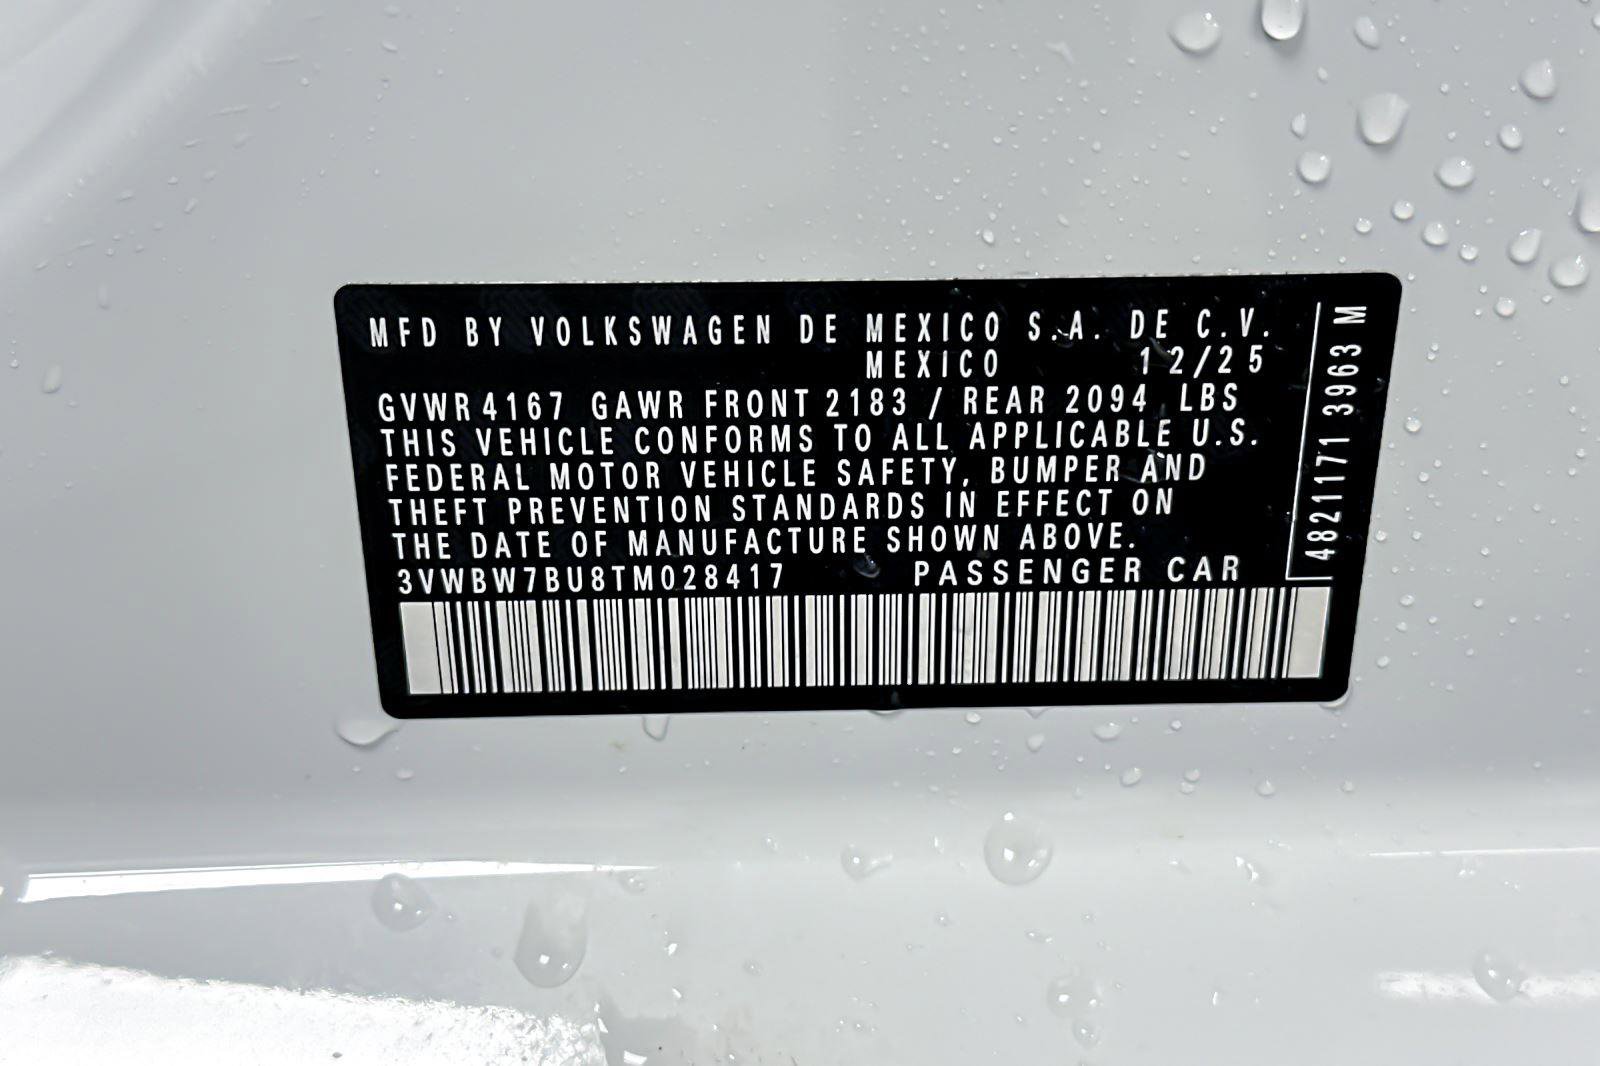 MFD BY VOLKSWAGEN DE MEXICO S.A. DE C.V.
MEXICO 12/25
GVWR 4167 GAWR FRONT 2183 / REAR 2094 LBS
THIS VEHICLE CONFORMS TO ALL APPLICABLE U.S.
FEDERAL MOTOR VEHICLE SAFETY, BUMPER AND
THEFT PREVENTION STANDARDS IN EFFECT ON
THE DATE OF MANUFACTURE SHOWN ABOVE.
3VWBW7BU8TM028417 PASSENGER CAR
48211171 3963 M